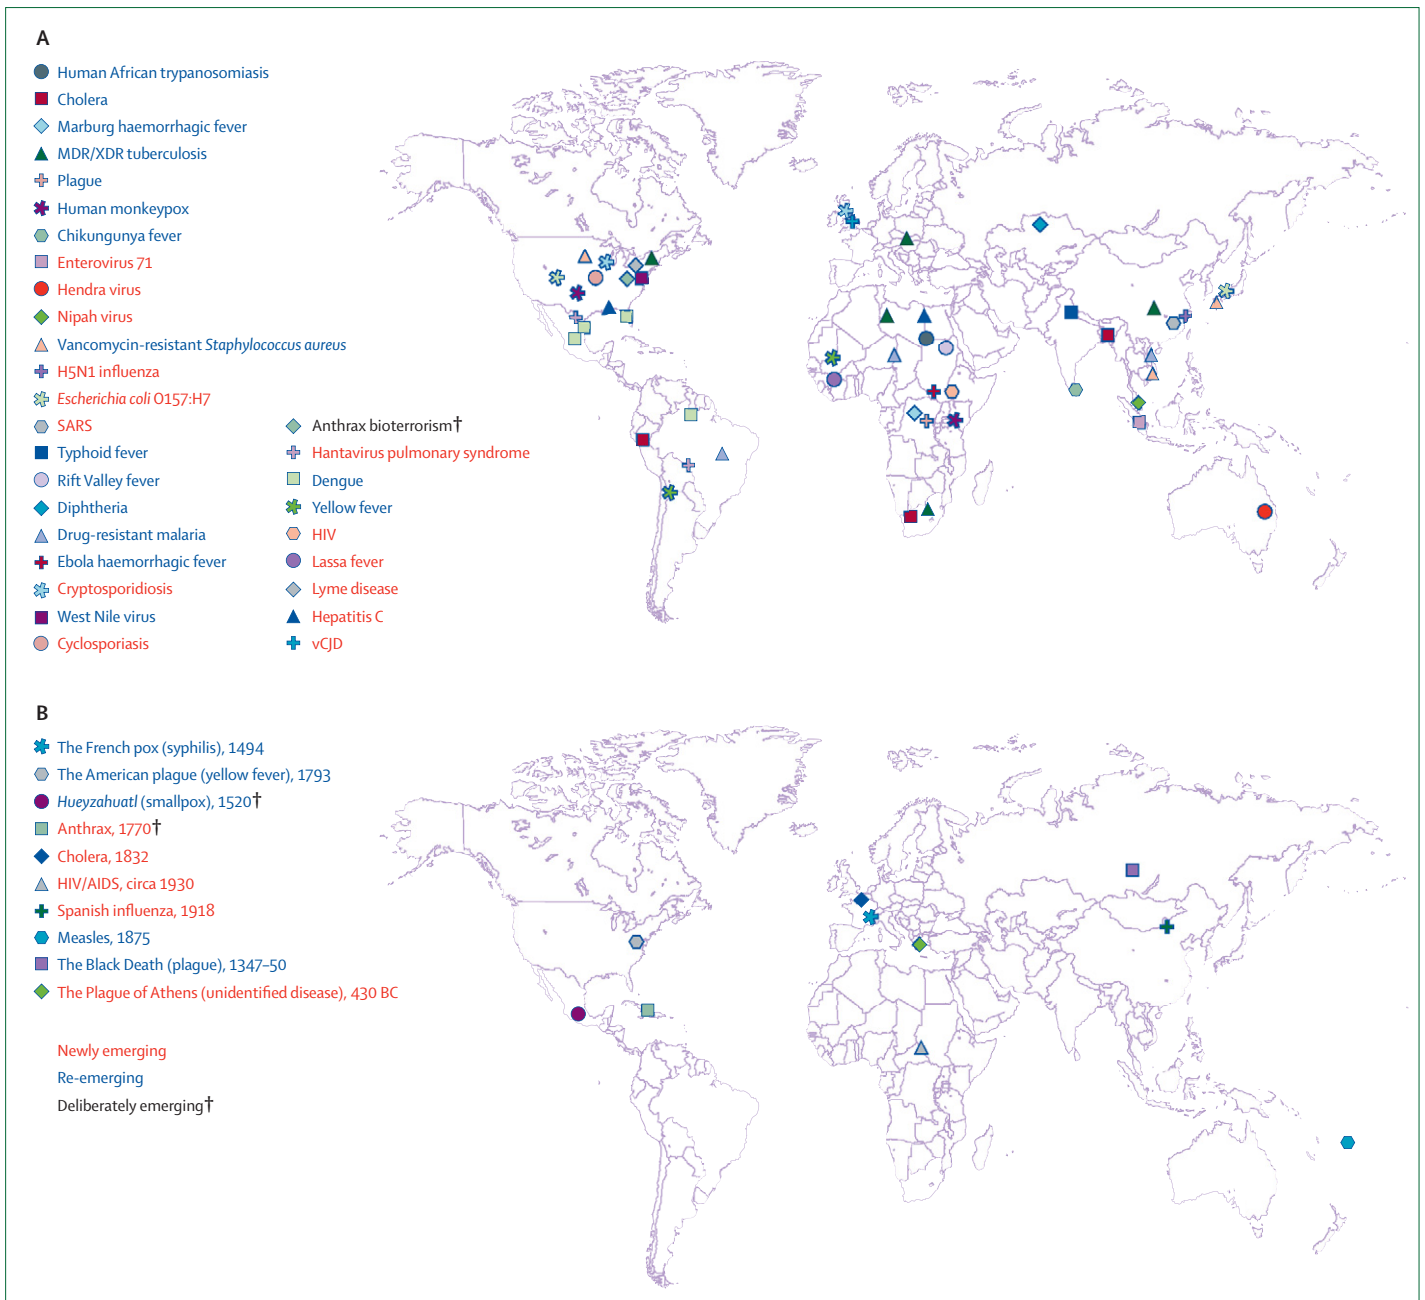 A
Human African trypanosomiasis
Cholera
Marburg haemorrhagic fever
MDR/XDR tuberculosis
Plague
Human monkeypox
Chikungunya fever
Enterovirus 71
Hendra virus
Nipah virus
Vancomycin-resistant Staphylococcus aureus
H5N1 influenza
Escherichia coli O157:H7
SARS
Typhoid fever
Rift Valley fever
Diphtheria
Drug-resistant malaria
Ebola haemorrhagic fever
Cryptosporidiosis
West Nile virus
Cyclosporiasis
Anthrax bioterrorism†
Hantavirus pulmonary syndrome
Dengue
Yellow fever
HIV
Lassa fever
Lyme disease
Hepatitis C
vCJD
B
The French pox (syphilis), 1494
The American plague (yellow fever), 1793
Hueyzahuatl (smallpox), 1520†
Anthrax, 1770†
Cholera, 1832
HIV/AIDS, circa 1930
Spanish influenza, 1918
Measles, 1875
The Black Death (plague), 1347–50
The Plague of Athens (unidentified disease), 430 BC
Newly emerging
Re-emerging
Deliberately emerging†